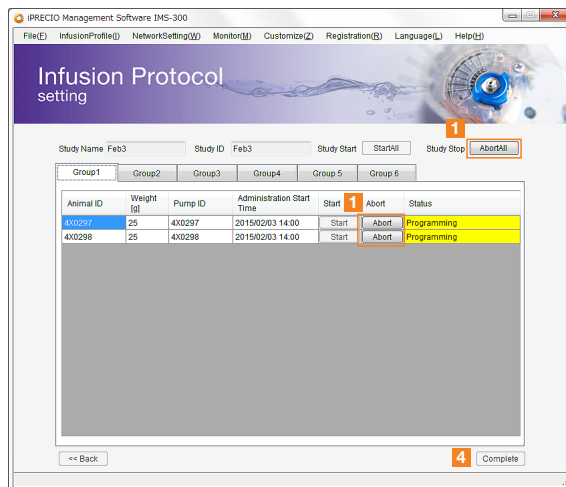 iPRECIO Management Software IMS-300
File(F) InfusionProfile(I) NetworkSetting(W) Monitor(M) Customize(Z) Registration(R) Language(L) Help(H)
Infusion Protocol
setting
1
Study Name Feb3 Study ID Feb3 Study Start StartAll Study Stop AbortAll
Group1 Group2 Group3 Group4 Group 5 Group 6
Animal ID Weight [g] Pump ID Administration Start Time Start 1 Abort Status
4X0297 25 4X0297 2015/02/03 14:00 Start Abort Programming
4X0298 25 4X0298 2015/02/03 14:00 Start Abort Programming
<< Back 4 Complete